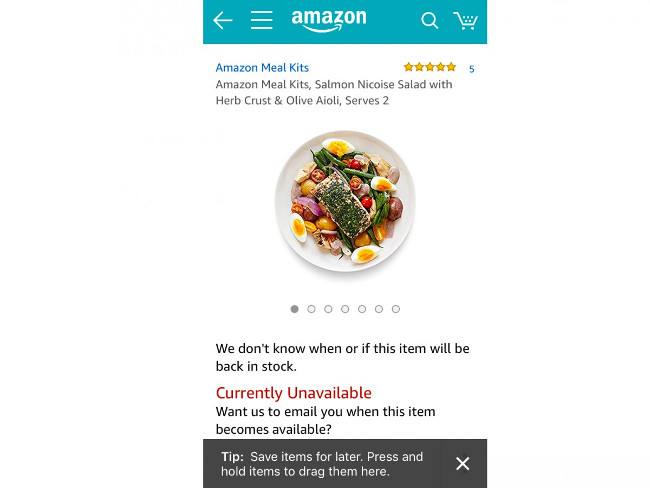 amazon
Amazon Meal Kits
5
Amazon Meal Kits, Salmon Nicoise Salad with
Herb Crust & Olive Aioli, Serves 2
We don't know when or if this item will be
back in stock.
Currently Unavailable
Want us to email you when this item
becomes available?
Tip: Save items for later. Press and
hold items to drag them here.